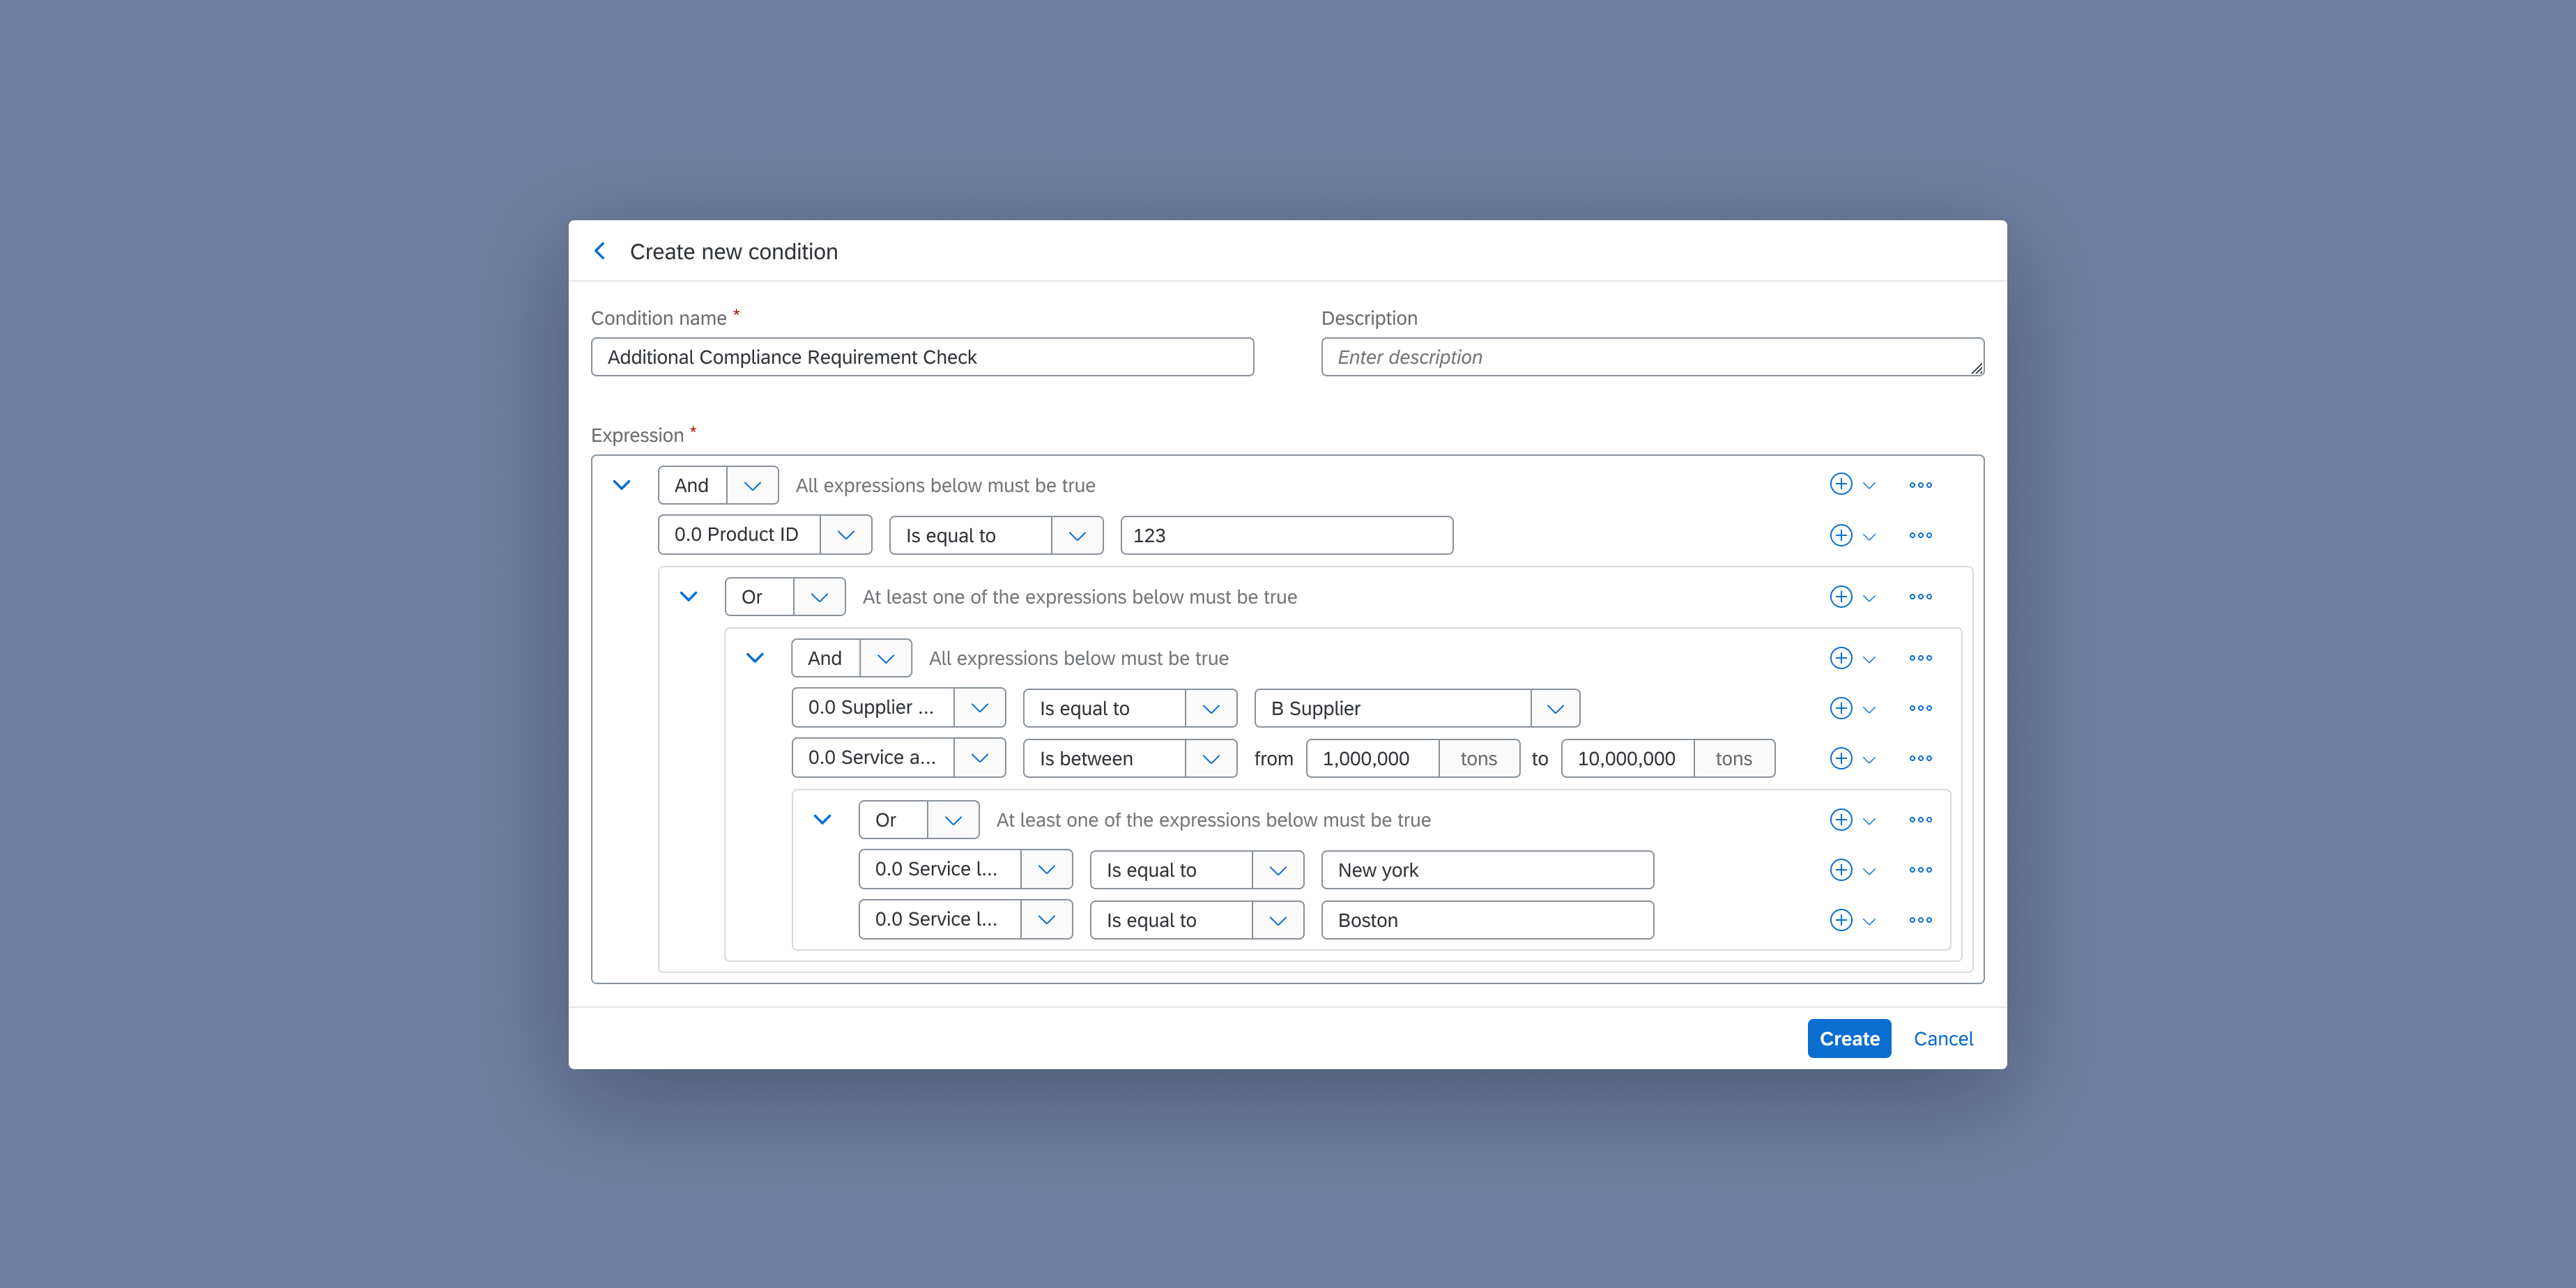 Create new condition
Condition name *
Description
Additional Compliance Requirement Check
Enter description
Expression *
And All expressions below must be true
0.0 Product ID Is equal to 123
Or At least one of the expressions below must be true
And All expressions below must be true
0.0 Supplier ... Is equal to B Supplier
0.0 Service a... Is between from 1,000,000 tons to 10,000,000 tons
Or At least one of the expressions below must be true
0.0 Service l... Is equal to New york
0.0 Service l... Is equal to Boston
Create Cancel